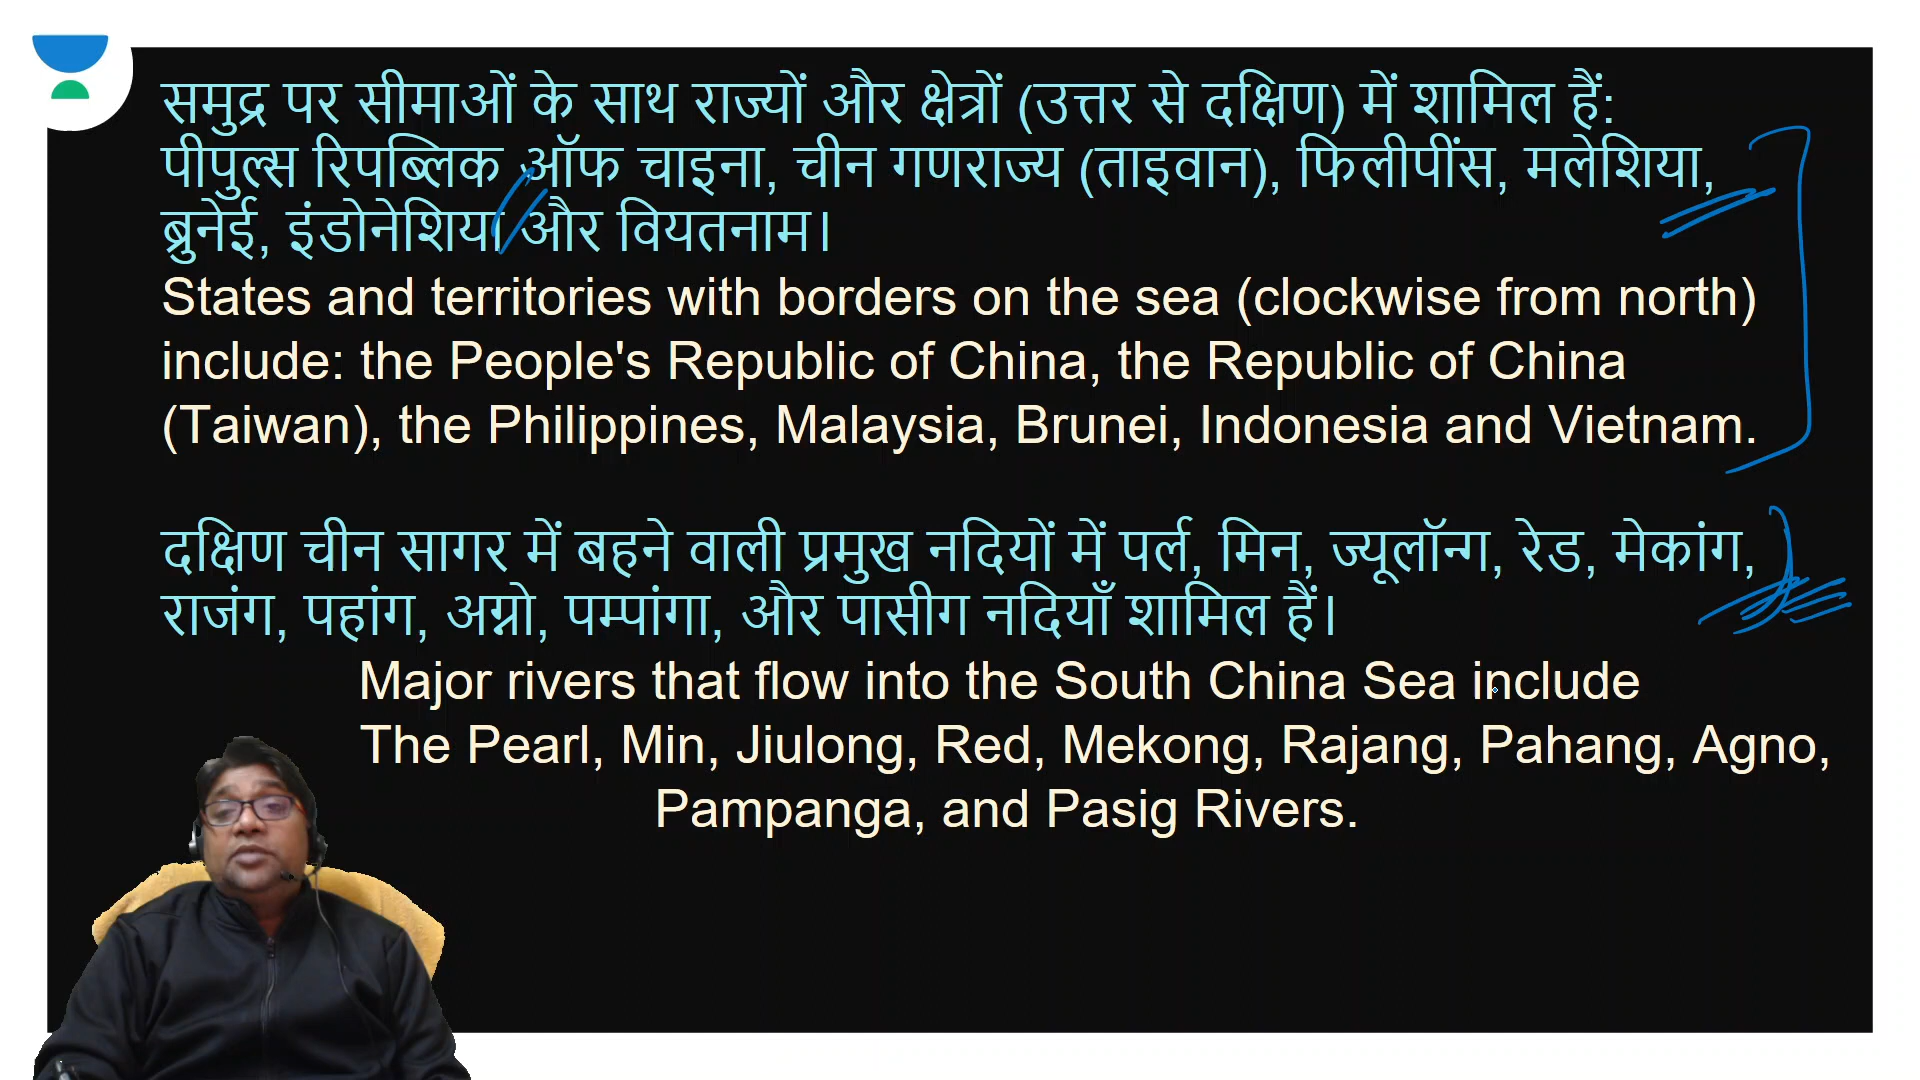 समुद्र पर सीमाओं के साथ राज्यों और क्षेत्रों (उत्तर से दक्षिण) में शामिल हैं:
पीपुल्स रिपब्लिक ऑफ चाइना, चीन गणराज्य (ताइवान), फिलीपींस, मलेशिया,
ब्रुनेई, इंडोनेशिया और वियतनाम।
States and territories with borders on the sea (clockwise from north)
include: the People's Republic of China, the Republic of China
(Taiwan), the Philippines, Malaysia, Brunei, Indonesia and Vietnam.
दक्षिण चीन सागर में बहने वाली प्रमुख नदियों में पर्ल, मिन, ज्यूलॉन्ग, रेड, मेकांग,
राजंग, पहांग, अग्नो, पम्पांगा, और पासीग नदियाँ शामिल हैं।
Major rivers that flow into the South China Sea include
The Pearl, Min, Jiulong, Red, Mekong, Rajang, Pahang, Agno,
Pampanga, and Pasig Rivers.